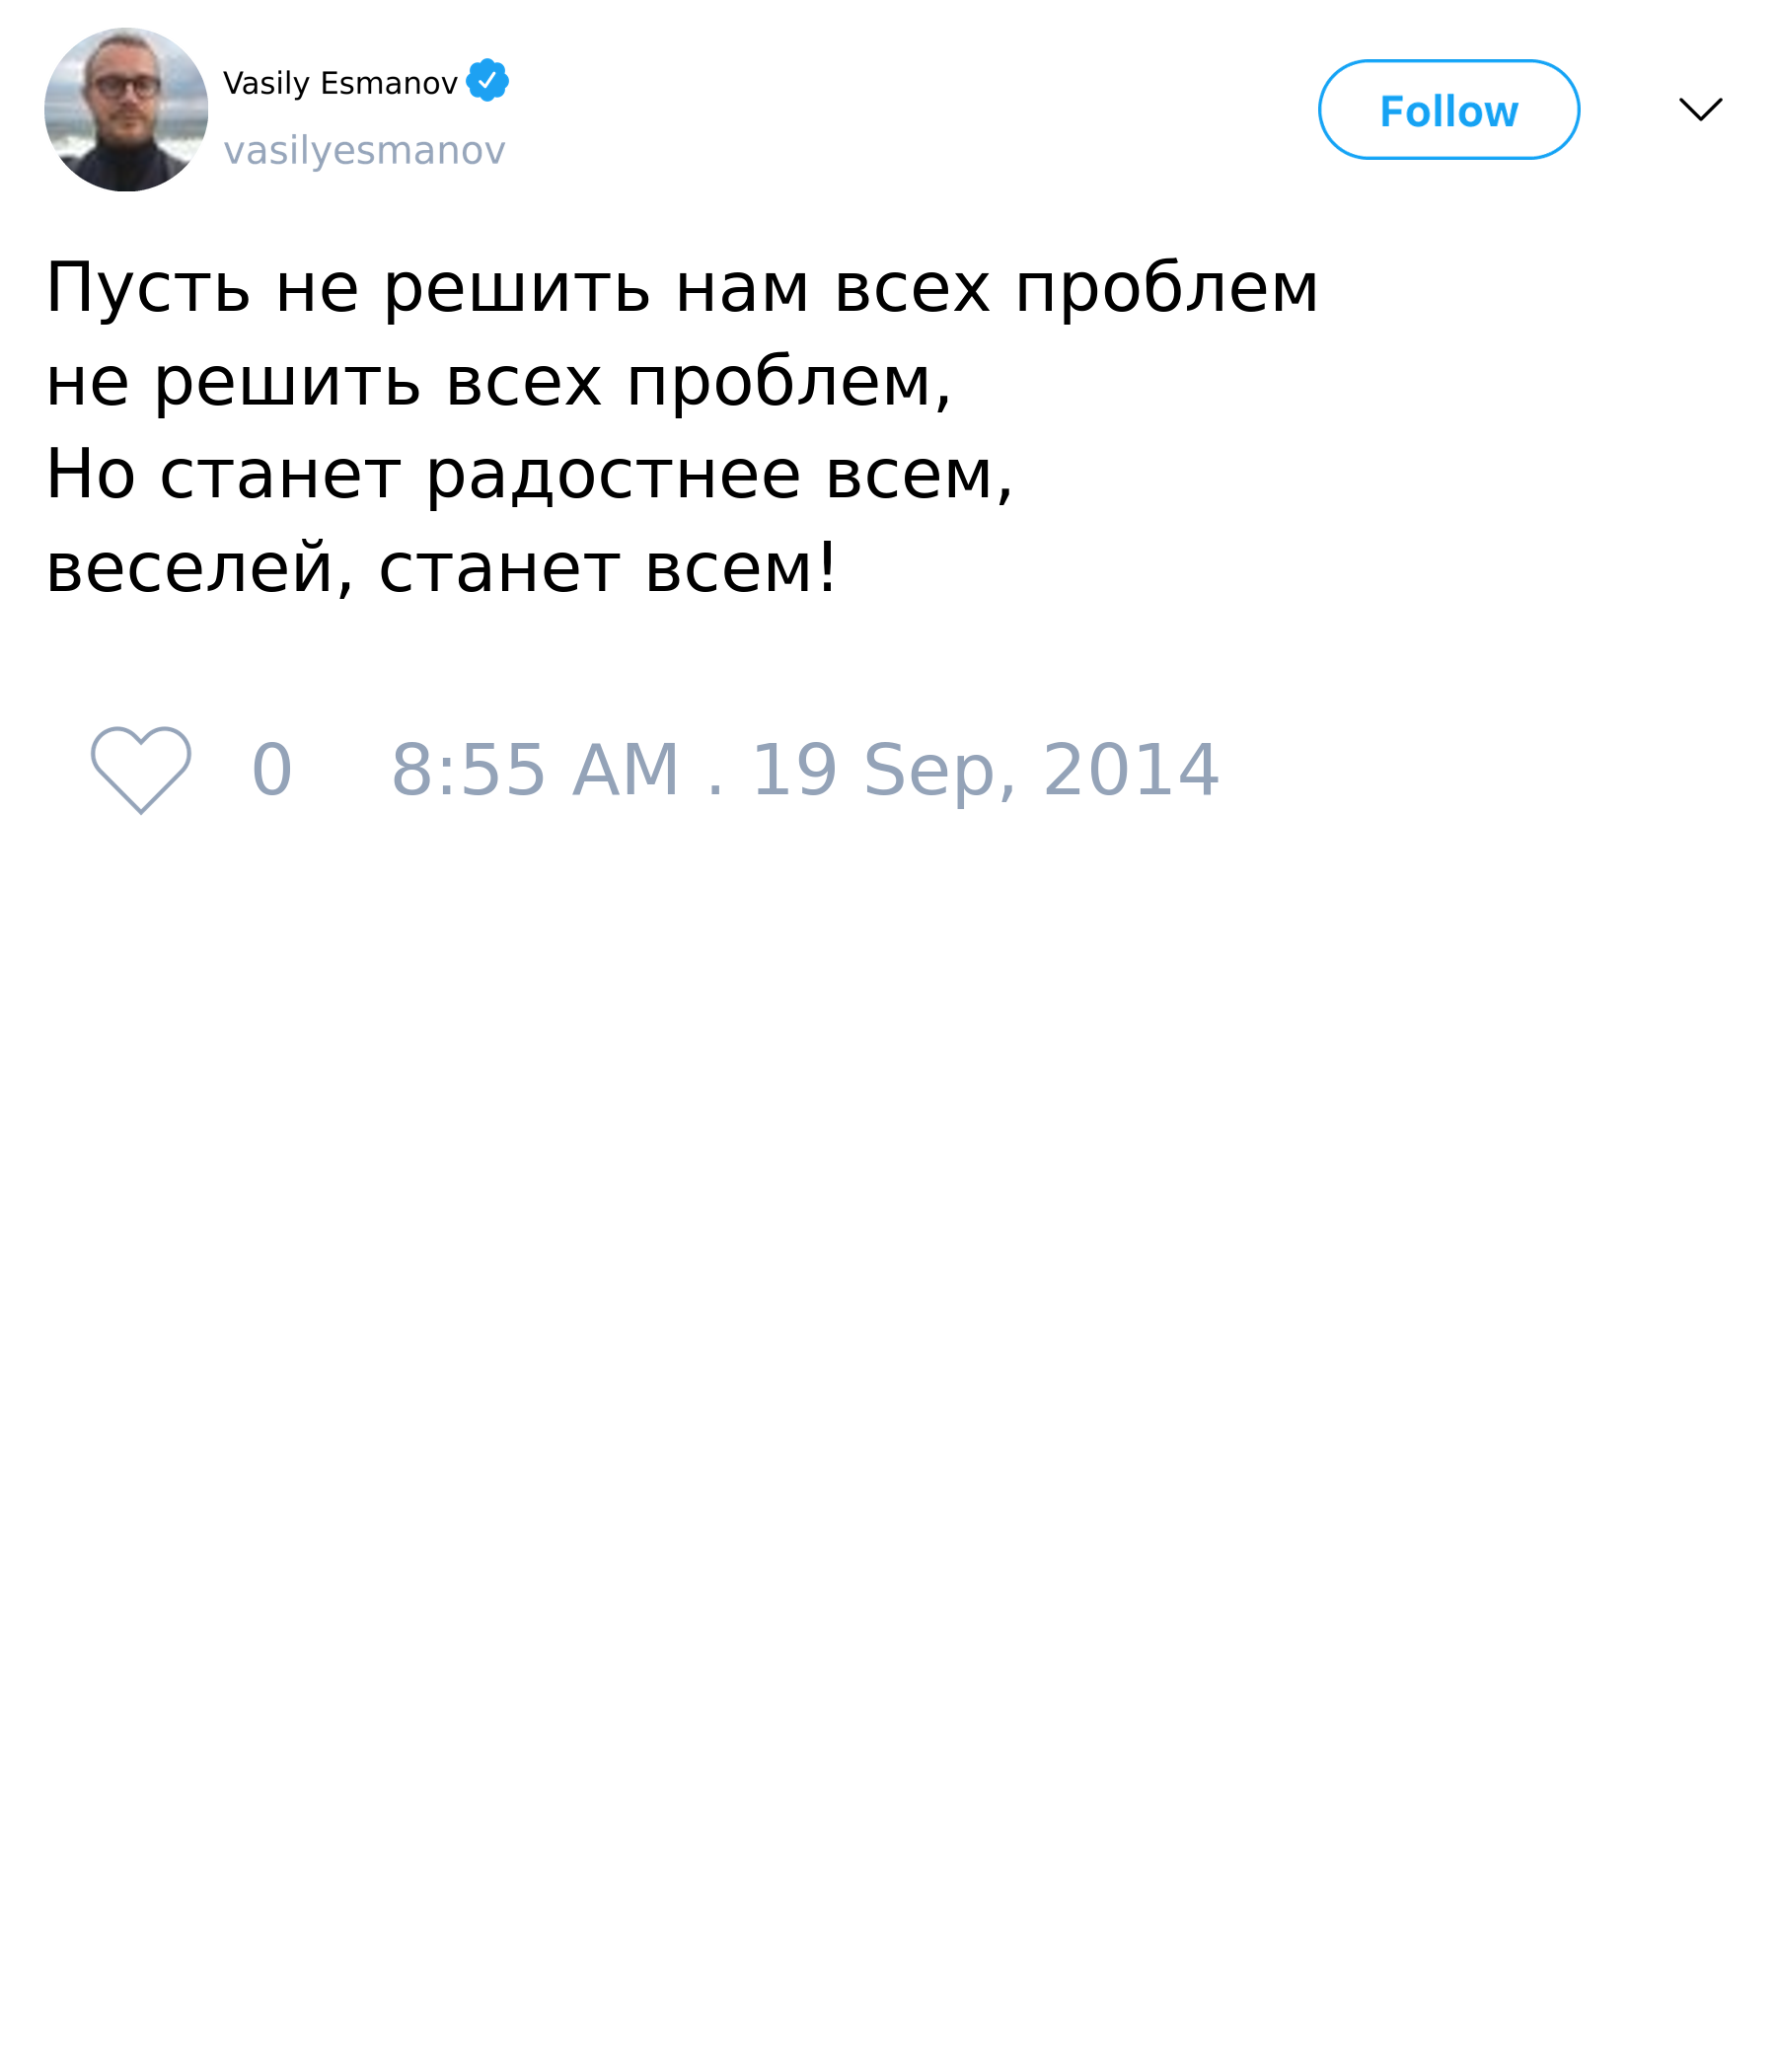 Vasily Esmanov
vasilyesmanov
Follow
Пусть не решить нам всех проблем
не решить всех проблем,
Но станет радостнее всем,
веселей, станет всем!
0 8:55 AM . 19 Sep, 2014